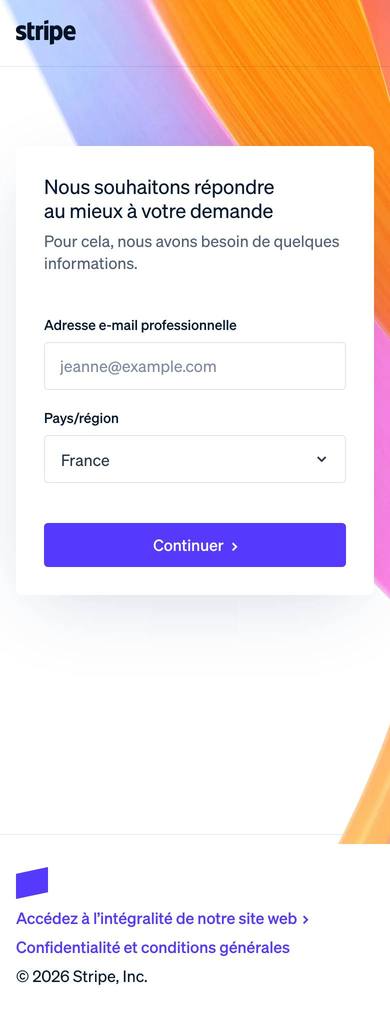 stripe
Nous souhaitons répondre
au mieux à votre demande
Pour cela, nous avons besoin de quelques
informations.
Adresse e-mail professionnelle
jeanne@example.com
Pays/région
France
Continuer
Accédez à l'intégralité de notre site web
Confidentialité et conditions générales
© 2026 Stripe, Inc.